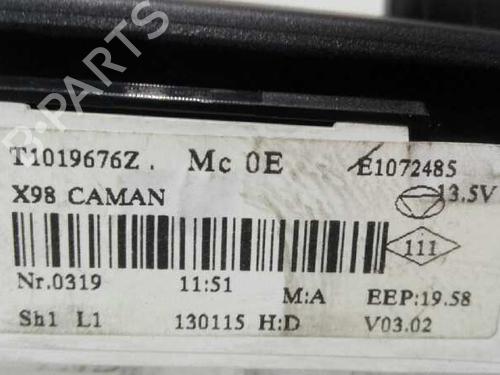 T1019676Z. Mc 0E E1072485
X98 CAMAN 13.5V
111
Nr.0319 11:51 M:A EEP:19.58
Sh1 L1 130115 H:D V03.02
B-PARTS